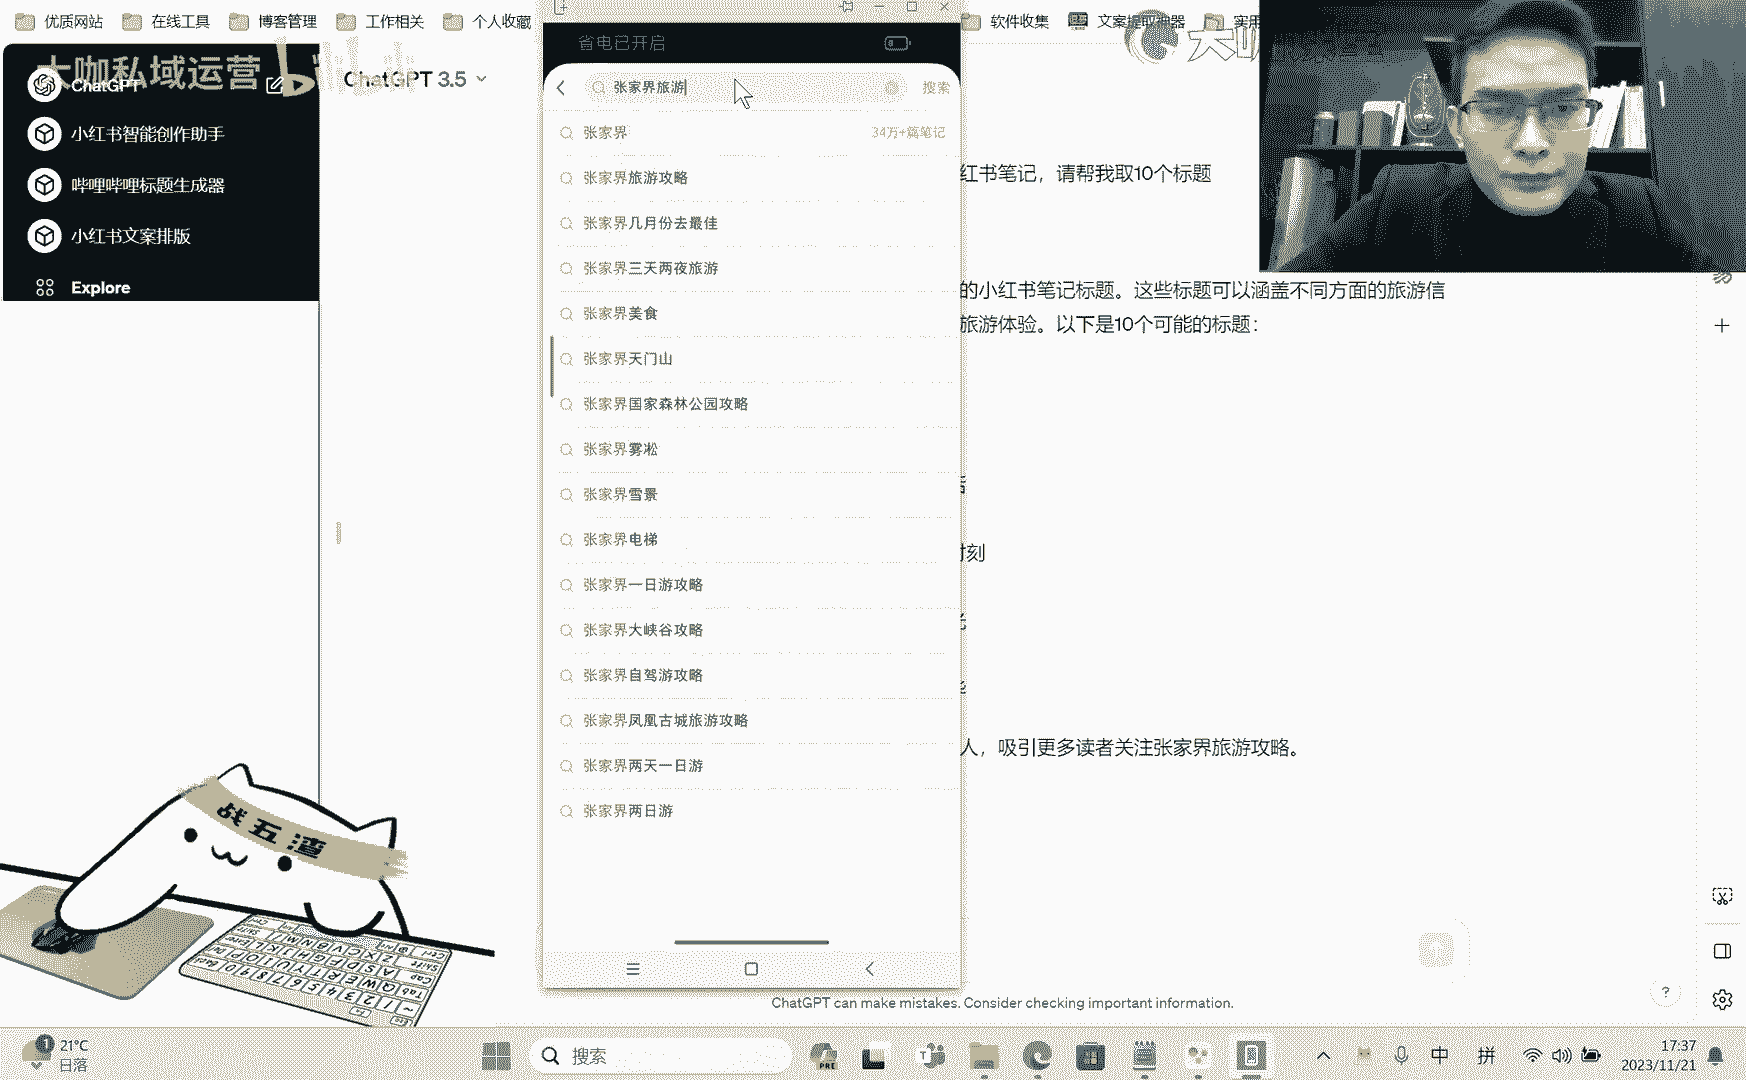 优质网站
在线工具
博客管理
工作相关
个人收藏
软件收集
文案提取神器
实用
大咖私域运营
bilibili
ChatGPT
小红书智能创作助手
哔哩哔哩标题生成器
小红书文案排版
Explore
ChatGPT 3.5
省电已开启
张家界旅游
搜索
张家界
34万+篇笔记
张家界旅游攻略
张家界几月份去最佳
张家界三天两夜旅游
张家界美食
张家界天门山
张家界国家森林公园攻略
张家界雾凇
张家界雪景
张家界电梯
张家界一日游攻略
张家界大峡谷攻略
张家界自驾游攻略
张家界凤凰古城旅游攻略
张家界两天一日游
张家界两日游
红书笔记，请帮我取10个标题
的小红书笔记标题。这些标题可以涵盖不同方面的旅游信
旅游体验。以下是10个可能的标题：
时刻
人，吸引更多读者关注张家界旅游攻略。
战五渣
ChatGPT can make mistakes. Consider checking important information.
?
1
21°C
日落
搜索
PRE
中
拼
17:37
2023/11/21